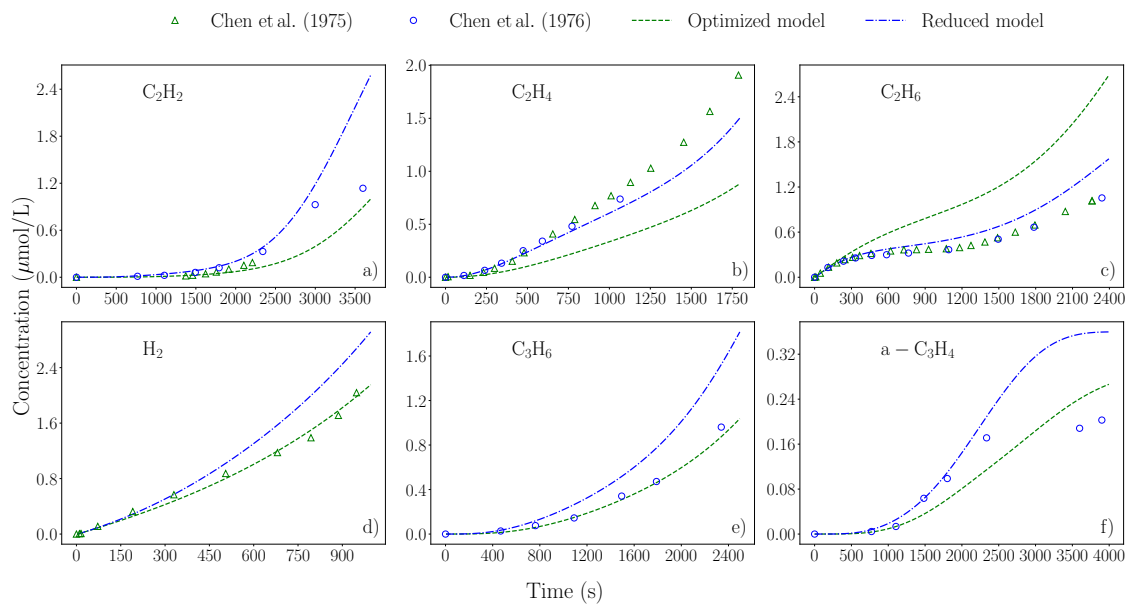 Chen et al. (1975) Chen et al. (1976) Optimized model Reduced model
Concentration (μmol/L)
C₂H₂
2.4
1.8
1.2
0.6
0.0
a)
0 500 1000 1500 2000 2500 3000 3500
C₂H₄
2.0
1.5
1.0
0.5
0.0
b)
0 250 500 750 1000 1250 1500 1750
C₂H₆
2.4
1.8
1.2
0.6
0.0
c)
0 300 600 900 1200 1500 1800 2100 2400
H₂
2.4
1.6
0.8
0.0
d)
0 150 300 450 600 750 900
C₃H₆
1.6
1.2
0.8
0.4
0.0
e)
0 400 800 1200 1600 2000 2400
a − C₃H₄
0.32
0.24
0.16
0.08
0.00
f)
0 500 1000 1500 2000 2500 3000 3500 4000
Time (s)